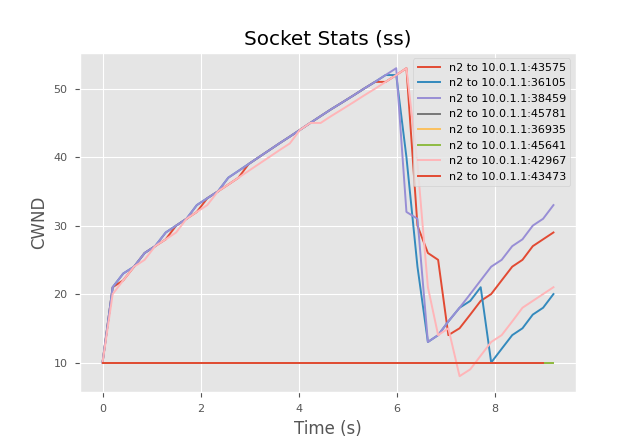 Socket Stats (ss)
n2 to 10.0.1.1:43575
n2 to 10.0.1.1:36105
n2 to 10.0.1.1:38459
n2 to 10.0.1.1:45781
n2 to 10.0.1.1:36935
n2 to 10.0.1.1:45641
n2 to 10.0.1.1:42967
n2 to 10.0.1.1:43473
CWND
50
40
30
20
10
0 2 4 6 8
Time (s)